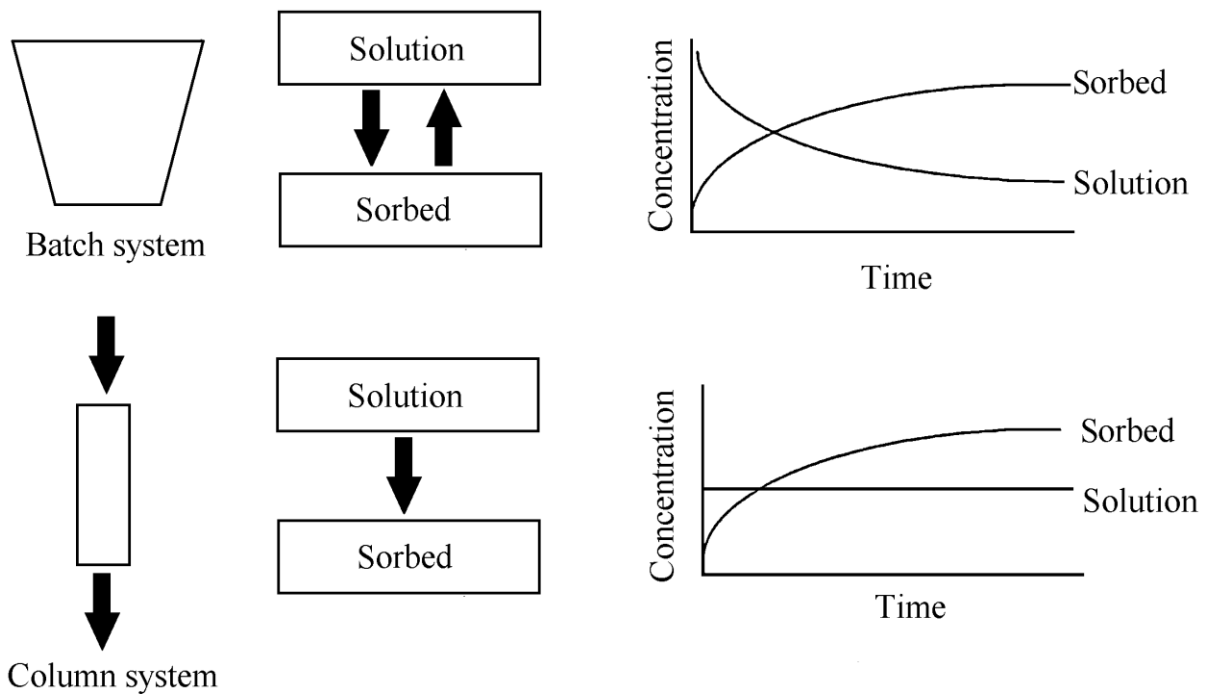 Solution
Sorbed
Batch system
Concentration
Sorbed
Solution
Time
Solution
Sorbed
Column system
Concentration
Sorbed
Solution
Time